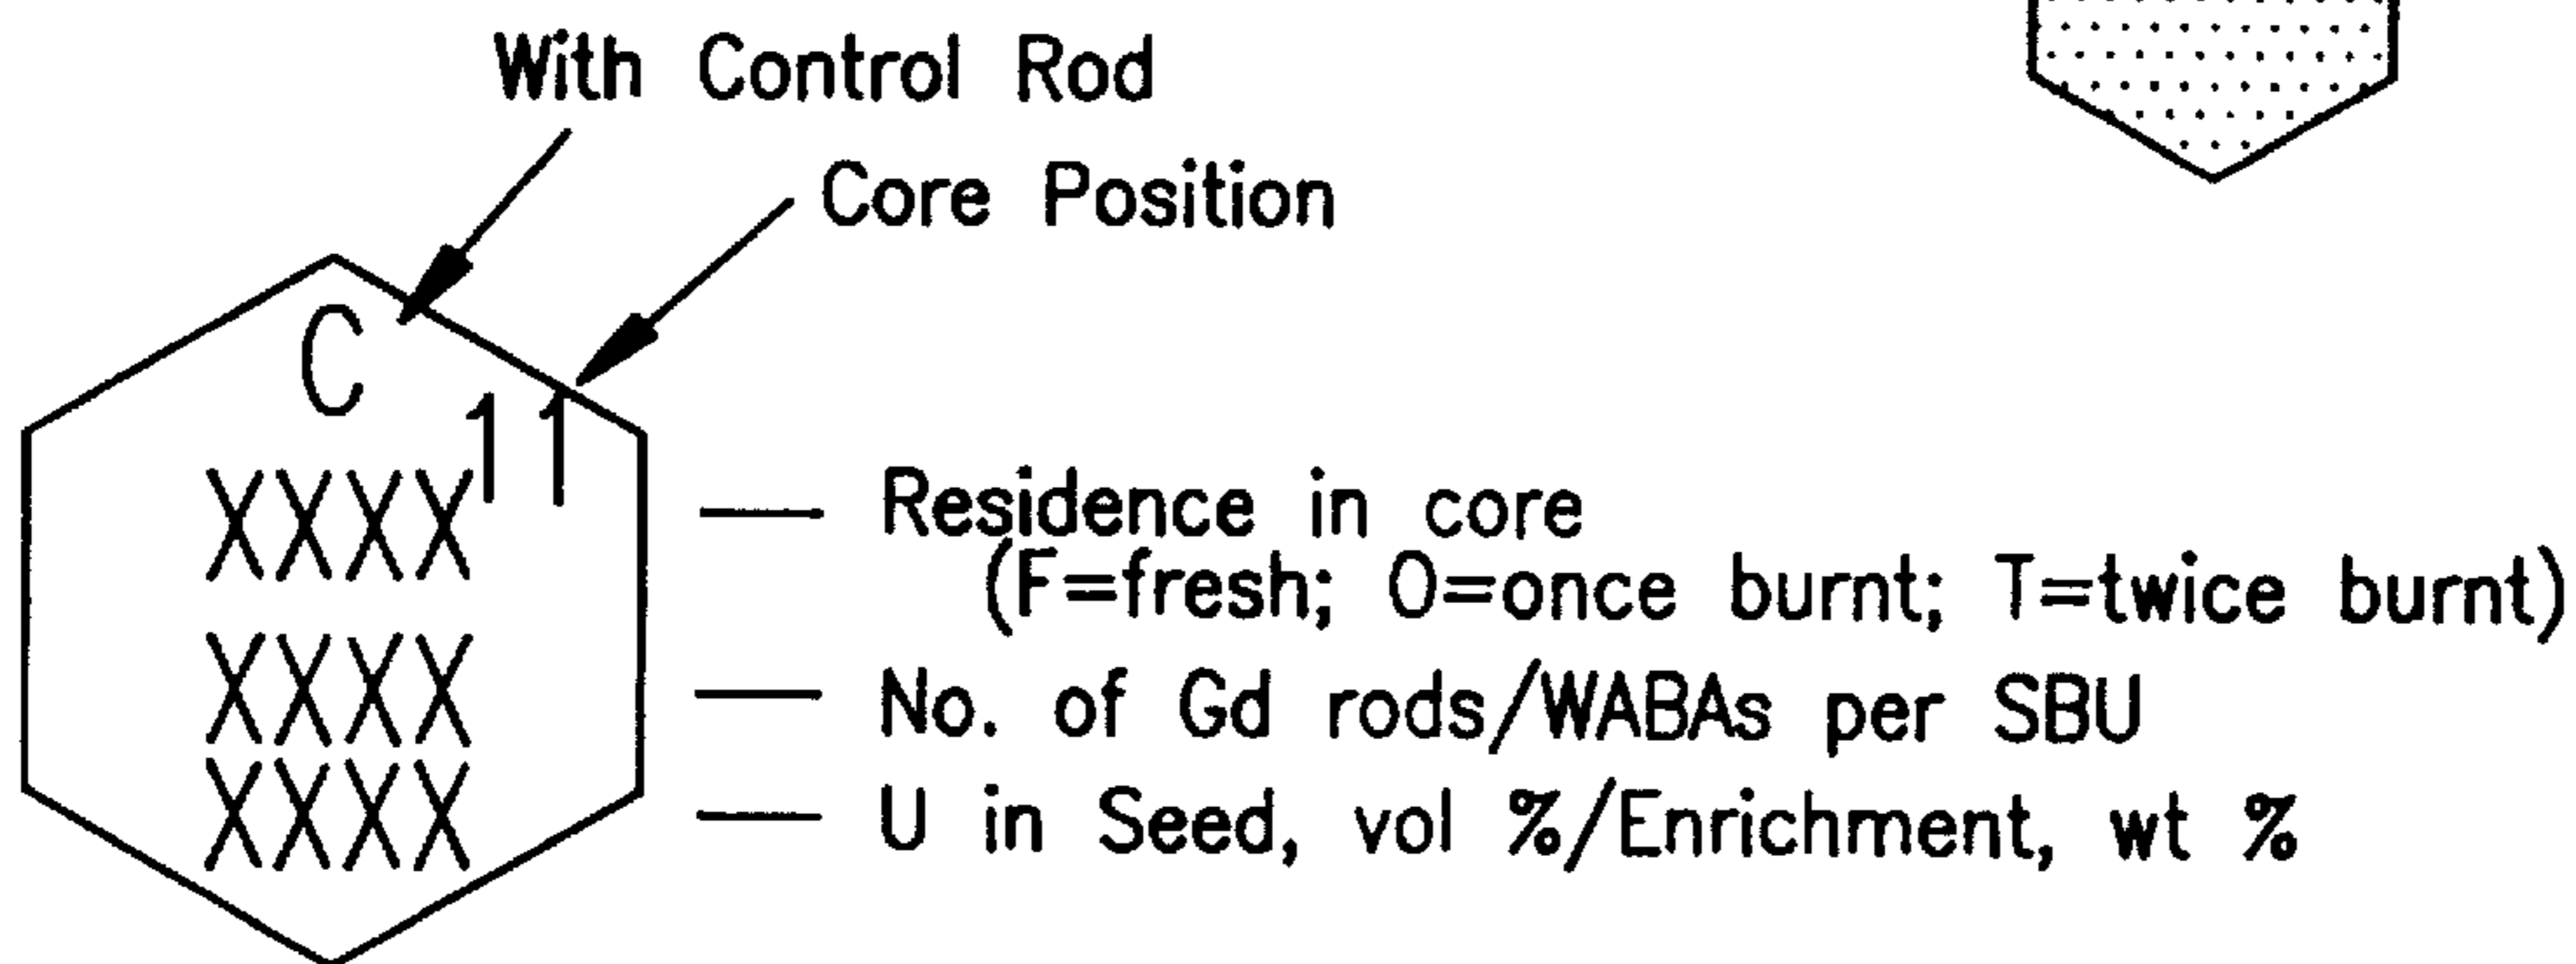 With Control Rod
Core Position
C
11
XXXX
Residence in core
(F=fresh; O=once burnt; T=twice burnt)
XXXX
No. of Gd rods/WABAs per SBU
XXXX
U in Seed, vol %/Enrichment, wt %